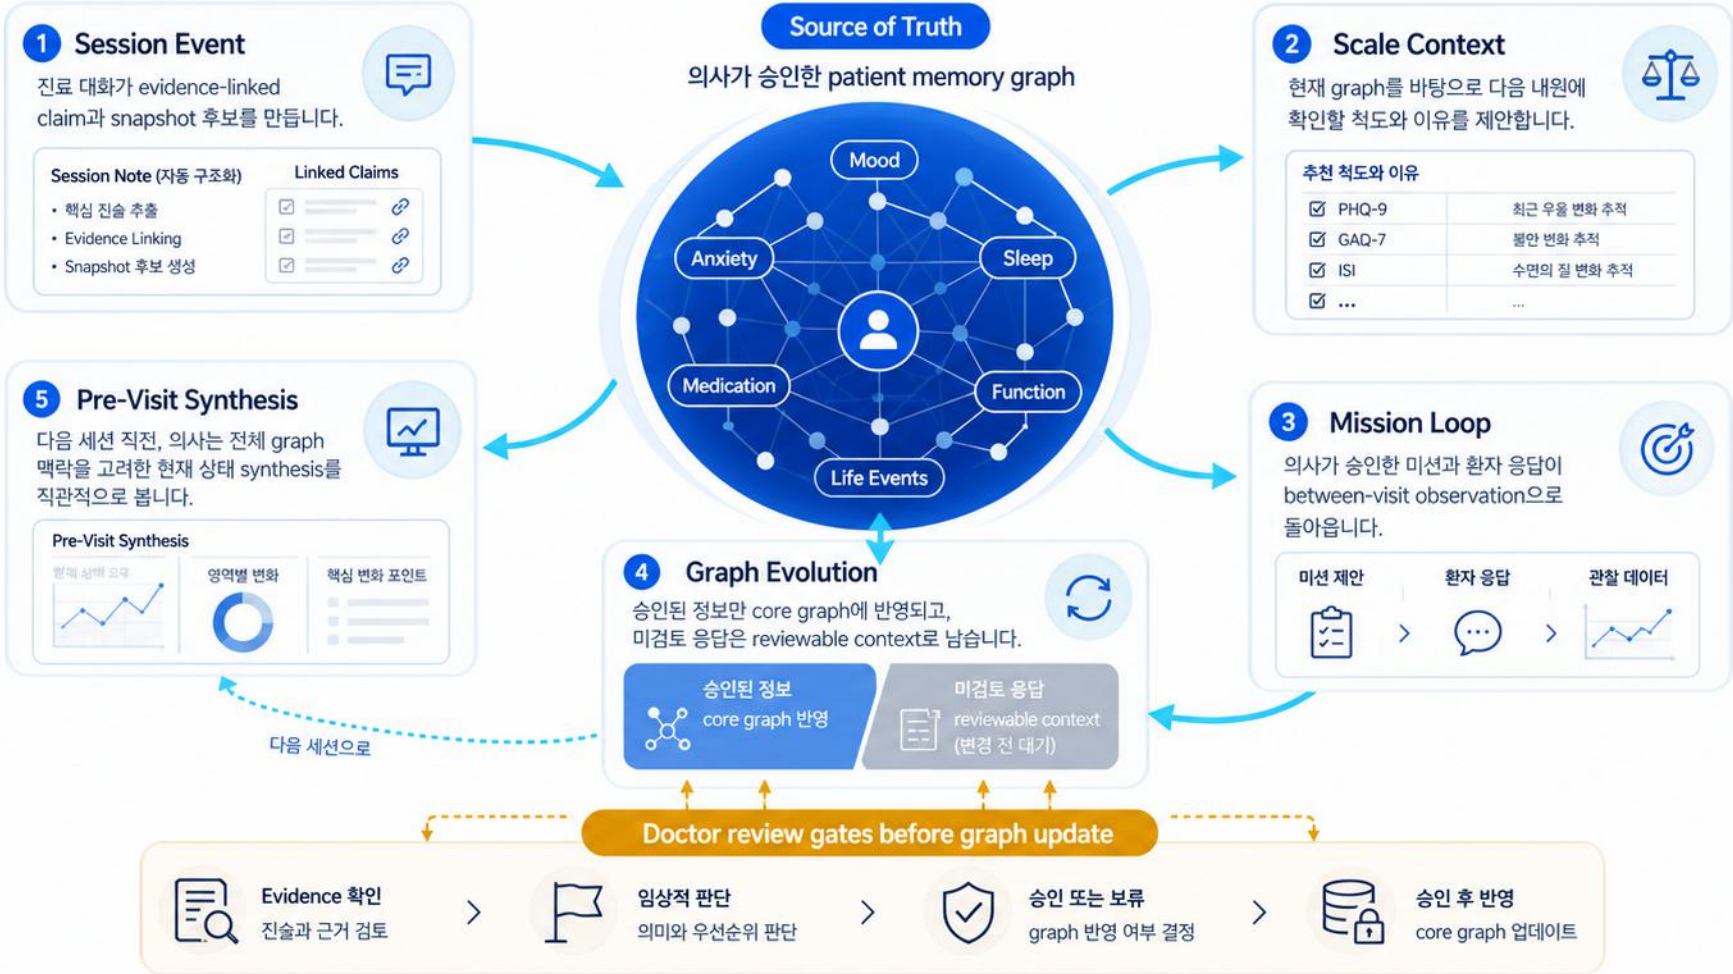 1 Session Event
진료 대화가 evidence-linked
claim과 snapshot 후보를 만듭니다.
Session Note (자동 구조화)
• 핵심 진술 추출
• Evidence Linking
• Snapshot 후보 생성
Linked Claims
Source of Truth
의사가 승인한 patient memory graph
Mood
Anxiety
Sleep
Medication
Function
Life Events
2 Scale Context
현재 graph를 바탕으로 다음 내원에
확인할 척도와 이유를 제안합니다.
추천 척도와 이유
PHQ-9 최근 우울 변화 추적
GAQ-7 불안 변화 추적
ISI 수면의 질 변화 추적
... ...
5 Pre-Visit Synthesis
다음 세션 직전, 의사는 전체 graph
맥락을 고려한 현재 상태 synthesis를
직관적으로 봅니다.
Pre-Visit Synthesis
영역별 변화
핵심 변화 포인트
3 Mission Loop
의사가 승인한 미션과 환자 응답이
between-visit observation으로
돌아옵니다.
미션 제안
환자 응답
관찰 데이터
4 Graph Evolution
승인된 정보만 core graph에 반영되고,
미검토 응답은 reviewable context로 남습니다.
승인된 정보
core graph 반영
미검토 응답
reviewable context
(변경 전 대기)
다음 세션으로
Doctor review gates before graph update
Evidence 확인
진술과 근거 검토
임상적 판단
의미와 우선순위 판단
승인 또는 보류
graph 반영 여부 결정
승인 후 반영
core graph 업데이트